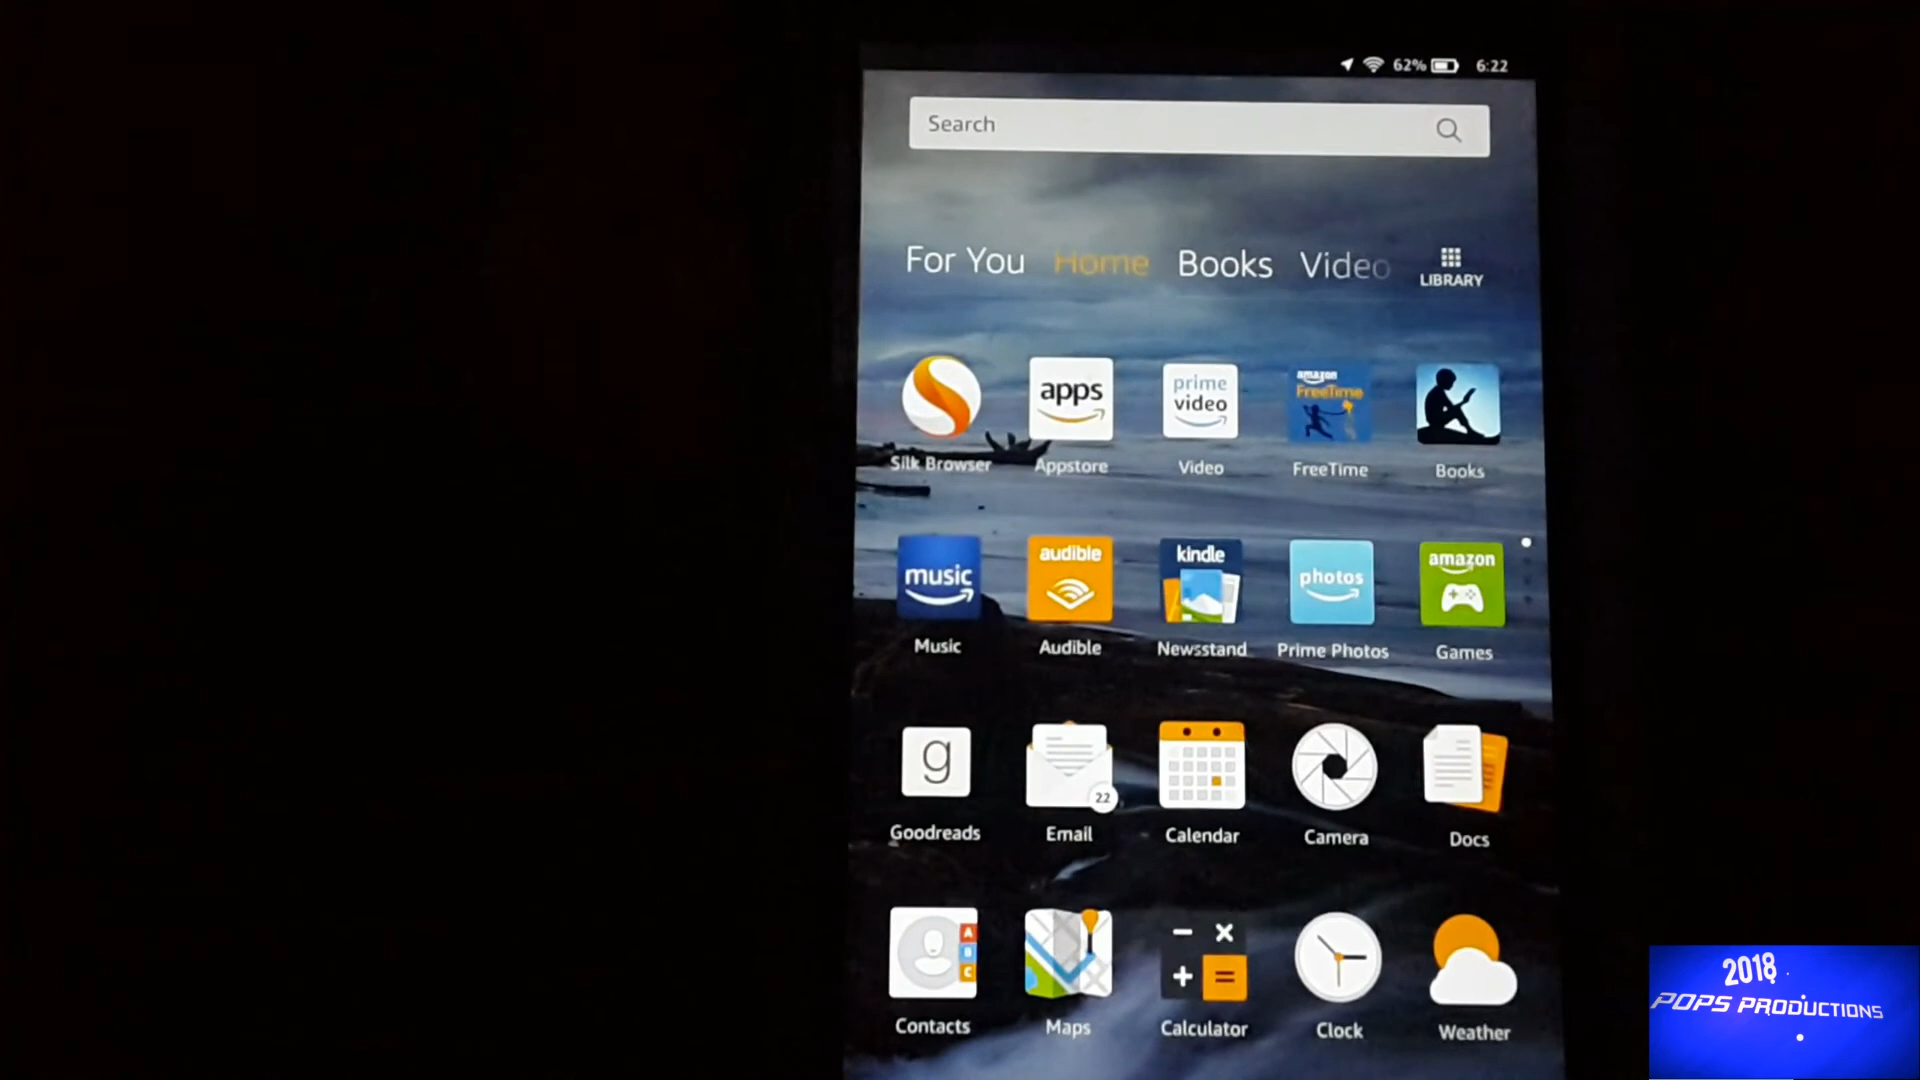 62% 6:22
Search
For You Home Books Video
LIBRARY
apps
prime video
amazon FreeTime
Silk Browser Appstore Video FreeTime Books
music
audible
kindle
photos
amazon
Music Audible Newsstand Prime Photos Games
g
22
Goodreads Email Calendar Camera Docs
A
B
C
Contacts Maps Calculator Clock Weather
2018
POPS PRODUCTIONS